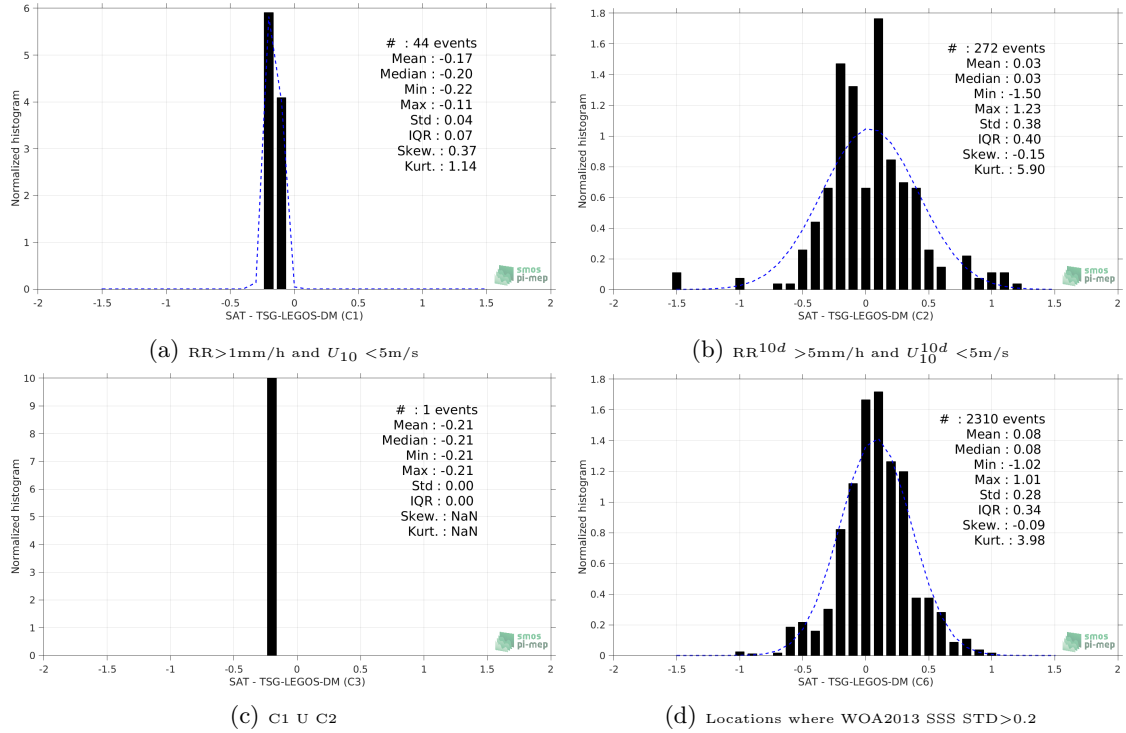 6
5
4
3
2
1
0
Normalized histogram
# : 44 events
Mean : -0.17
Median : -0.20
Min : -0.22
Max : -0.11
Std : 0.04
IQR : 0.07
Skew. : 0.37
Kurt. : 1.14
smos
pi-mep
-2 -1.5 -1 -0.5 0 0.5 1 1.5 2
SAT - TSG-LEGOS-DM (C1)
(a) RR>1mm/h and U10 <5m/s
1.8
1.6
1.4
1.2
1
0.8
0.6
0.4
0.2
0
Normalized histogram
# : 272 events
Mean : 0.03
Median : 0.03
Min : -1.50
Max : 1.23
Std : 0.38
IQR : 0.40
Skew. : -0.15
Kurt. : 5.90
smos
pi-mep
-2 -1.5 -1 -0.5 0 0.5 1 1.5 2
SAT - TSG-LEGOS-DM (C2)
(b) RR^10d >5mm/h and U10^10d <5m/s
10
9
8
7
6
5
4
3
2
1
0
Normalized histogram
# : 1 events
Mean : -0.21
Median : -0.21
Min : -0.21
Max : -0.21
Std : 0.00
IQR : 0.00
Skew. : NaN
Kurt. : NaN
smos
pi-mep
-2 -1.5 -1 -0.5 0 0.5 1 1.5 2
SAT - TSG-LEGOS-DM (C3)
(c) C1 U C2
1.8
1.6
1.4
1.2
1
0.8
0.6
0.4
0.2
0
Normalized histogram
# : 2310 events
Mean : 0.08
Median : 0.08
Min : -1.02
Max : 1.01
Std : 0.28
IQR : 0.34
Skew. : -0.09
Kurt. : 3.98
smos
pi-mep
-2 -1.5 -1 -0.5 0 0.5 1 1.5 2
SAT - TSG-LEGOS-DM (C6)
(d) Locations where WOA2013 SSS STD>0.2